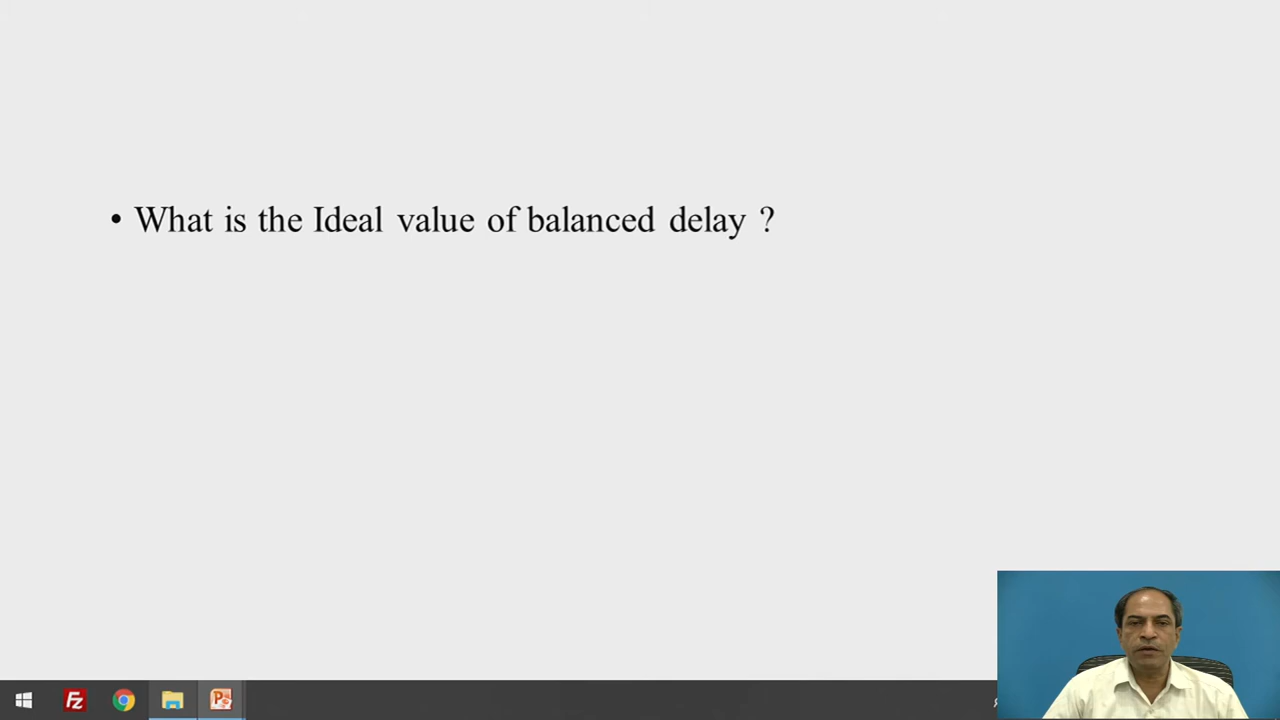 • What is the Ideal value of balanced delay ?